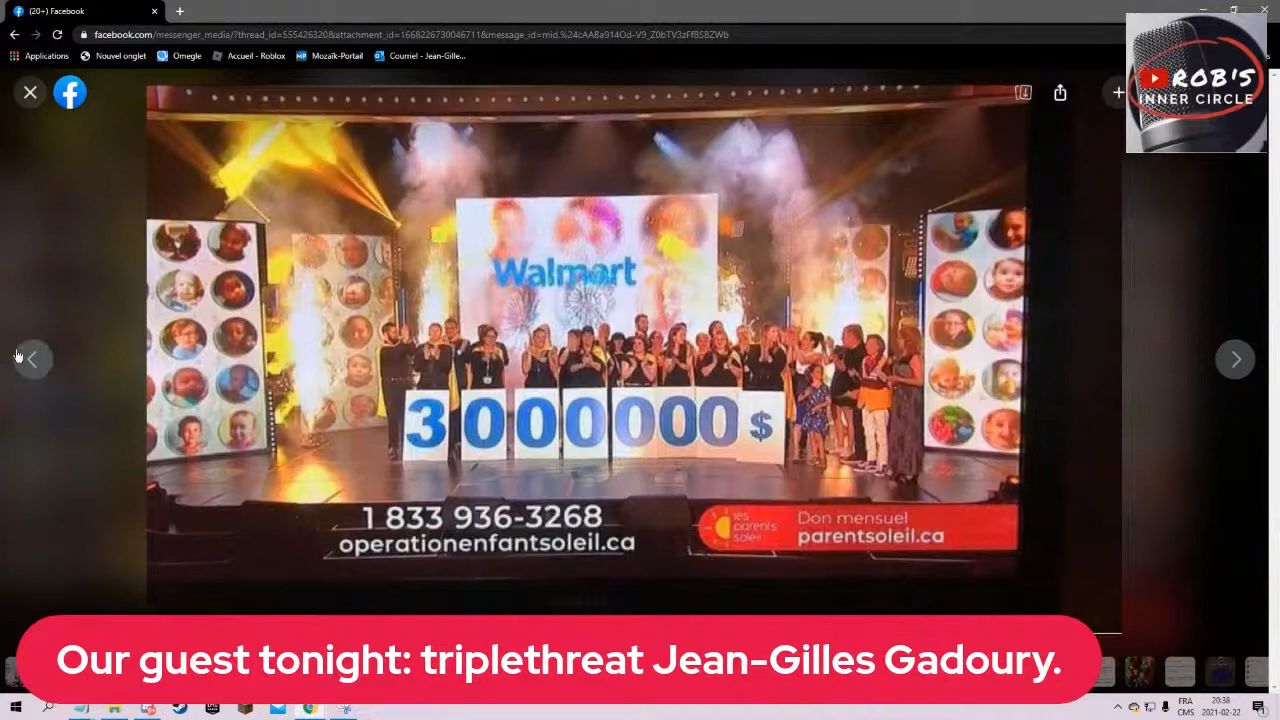 (20+) Facebook
facebook.com/messenger_media/?thread_id=555426320&attachment_id=1668226730046711&message_id=mid.%24cAABa914Od-V9_Z0bTV3zFfBSBZWb
Applications Nouvel onglet Omegle Accueil - Roblox Mozaïk-Portail Courriel - Jean-Gille...
ROB'S
INNER CIRCLE
Walmart
3000000$
1 833 936-3268
operationenfantsoleil.ca
les
parents
soleil
Don mensuel
parentsoleil.ca
Our guest tonight: triplethreat Jean-Gilles Gadoury.
FRA
CMS
20:38
2021-02-22